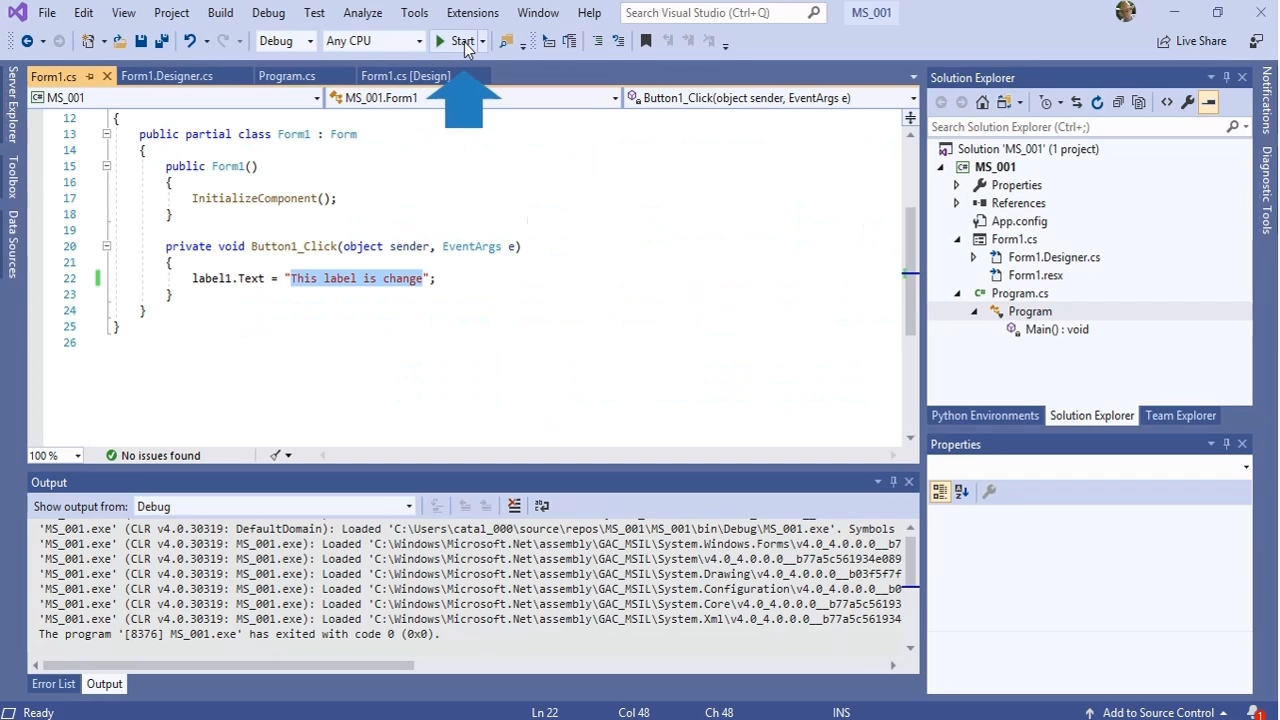 File Edit View Project Build Debug Test Analyze Tools Extensions Window Help Search Visual Studio (Ctrl+Q) MS_001
Debug Any CPU Start Live Share
Form1.cs Form1.Designer.cs Program.cs Form1.cs [Design]
MS_001 MS_001.Form1 Button1_Click(object sender, EventArgs e)
Server Explorer
Toolbox
Data Sources
12 {
13 public partial class Form1 : Form
14 {
15 public Form1()
16 {
17 InitializeComponent();
18 }
19
20 private void Button1_Click(object sender, EventArgs e)
21 {
22 label1.Text = "This label is change";
23 }
24 }
25 }
26
100 % No issues found
Output
Show output from: Debug
'MS_001.exe' (CLR v4.0.30319: DefaultDomain): Loaded 'C:\Users\catal_000\source\repos\MS_001\MS_001\bin\Debug\MS_001.exe'. Symbols
'MS_001.exe' (CLR v4.0.30319: MS_001.exe): Loaded 'C:\Windows\Microsoft.Net\assembly\GAC_MSIL\System.Windows.Forms\v4.0_4.0.0.0__b7
'MS_001.exe' (CLR v4.0.30319: MS_001.exe): Loaded 'C:\Windows\Microsoft.Net\assembly\GAC_MSIL\System\v4.0_4.0.0.0__b77a5c561934e089
'MS_001.exe' (CLR v4.0.30319: MS_001.exe): Loaded 'C:\Windows\Microsoft.Net\assembly\GAC_MSIL\System.Drawing\v4.0_4.0.0.0__b03f5f7f
'MS_001.exe' (CLR v4.0.30319: MS_001.exe): Loaded 'C:\Windows\Microsoft.Net\assembly\GAC_MSIL\System.Configuration\v4.0_4.0.0.0__b0
'MS_001.exe' (CLR v4.0.30319: MS_001.exe): Loaded 'C:\Windows\Microsoft.Net\assembly\GAC_MSIL\System.Core\v4.0_4.0.0.0__b77a5c56193
'MS_001.exe' (CLR v4.0.30319: MS_001.exe): Loaded 'C:\Windows\Microsoft.Net\assembly\GAC_MSIL\System.Xml\v4.0_4.0.0.0__b77a5c561934
The program '[8376] MS_001.exe' has exited with code 0 (0x0).
Error List Output
Solution Explorer
Search Solution Explorer (Ctrl+;)
Solution 'MS_001' (1 project)
MS_001
Properties
References
App.config
Form1.cs
Form1.Designer.cs
Form1.resx
Program.cs
Program
Main() : void
Python Environments Solution Explorer Team Explorer
Properties
Notifications
Diagnostic Tools
Ready Ln 22 Col 48 Ch 48 INS Add to Source Control 1